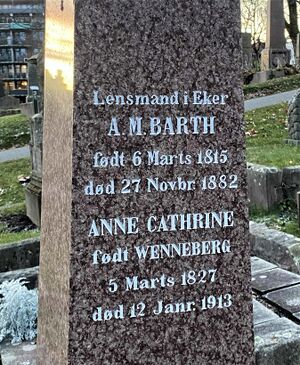 Lensmand i Eker
A. M. BARTH
født 6 Marts 1815
død 27 Novbr. 1882
ANNE CATHRINE
født WENNEBERG
5 Marts 1827
død 12 Janr. 1913